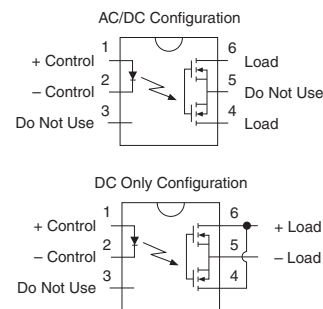 AC/DC Configuration
1 6
+ Control Load
2 5
– Control Do Not Use
3 4
Do Not Use Load
DC Only Configuration
1 6
+ Control + Load
2 5
– Control – Load
3 4
Do Not Use